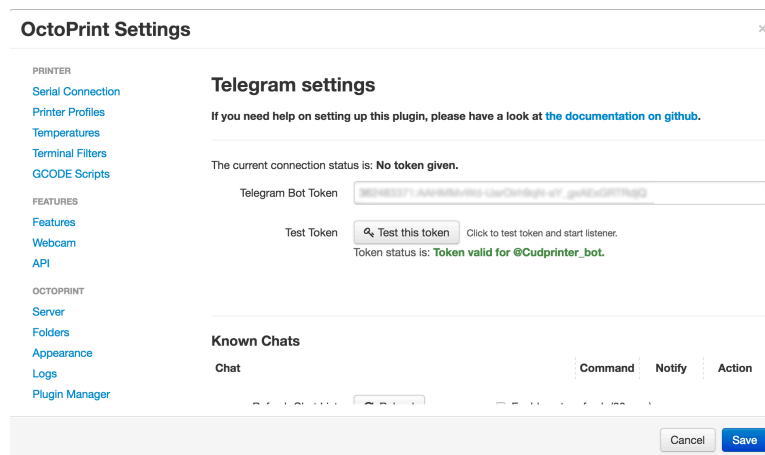 OctoPrint Settings
×
PRINTER
Serial Connection
Printer Profiles
Temperatures
Terminal Filters
GCODE Scripts
FEATURES
Features
Webcam
API
OCTOPRINT
Server
Folders
Appearance
Logs
Plugin Manager
Telegram settings
If you need help on setting up this plugin, please have a look at the documentation on github.
The current connection status is: No token given.
Telegram Bot Token
Test Token
Test this token Click to test token and start listener.
Token status is: Token valid for @Cudprinter_bot.
Known Chats
Chat Command Notify Action
Cancel Save